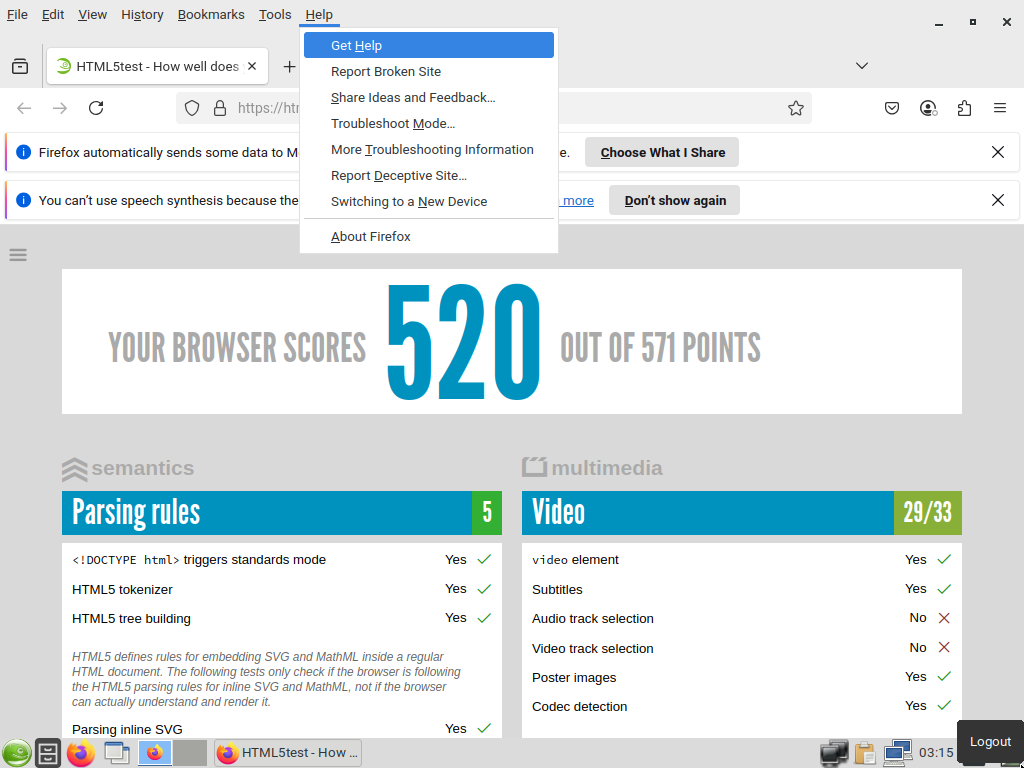 File Edit View History Bookmarks Tools Help
Get Help
Report Broken Site
Share Ideas and Feedback...
Troubleshoot Mode...
More Troubleshooting Information
Report Deceptive Site...
Switching to a New Device
About Firefox
HTML5test - How well does
https://
Firefox automatically sends some data to M
e.
Choose What I Share
You can't use speech synthesis because the
more
Don't show again
YOUR BROWSER SCORES 520 OUT OF 571 POINTS
semantics
Parsing rules 5
<!DOCTYPE html> triggers standards mode Yes
HTML5 tokenizer Yes
HTML5 tree building Yes
HTML5 defines rules for embedding SVG and MathML inside a regular
HTML document. The following tests only check if the browser is following
the HTML5 parsing rules for inline SVG and MathML, not if the browser
can actually understand and render it.
Parsing inline SVG Yes
multimedia
Video 29/33
video element Yes
Subtitles Yes
Audio track selection No
Video track selection No
Poster images Yes
Codec detection Yes
HTML5test - How ...
03:15
Logout